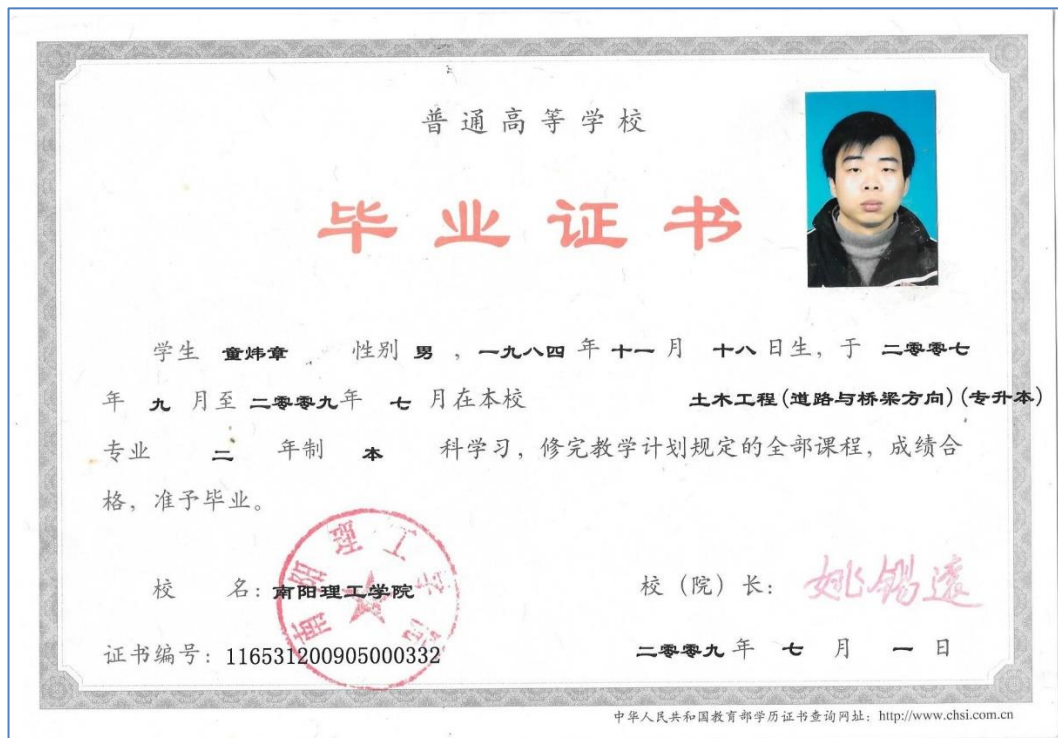 普通高等学校
毕业证书
学生 童炜章 性别 男 ，一九八四 年 十一 月 十八 日生，于 二零零七
年 九 月至 二零零九 年 七 月在本校 土木工程(道路与桥梁方向)(专升本)
专业 二 年制 本 科学习，修完教学计划规定的全部课程，成绩合
格，准予毕业。
南阳理工学院
校 名：南阳理工学院
校（院）长：姚锡远
证书编号：116531200905000332
二零零九 年 七 月 一 日
中华人民共和国教育部学历证书查询网址：http://www.chsi.com.cn